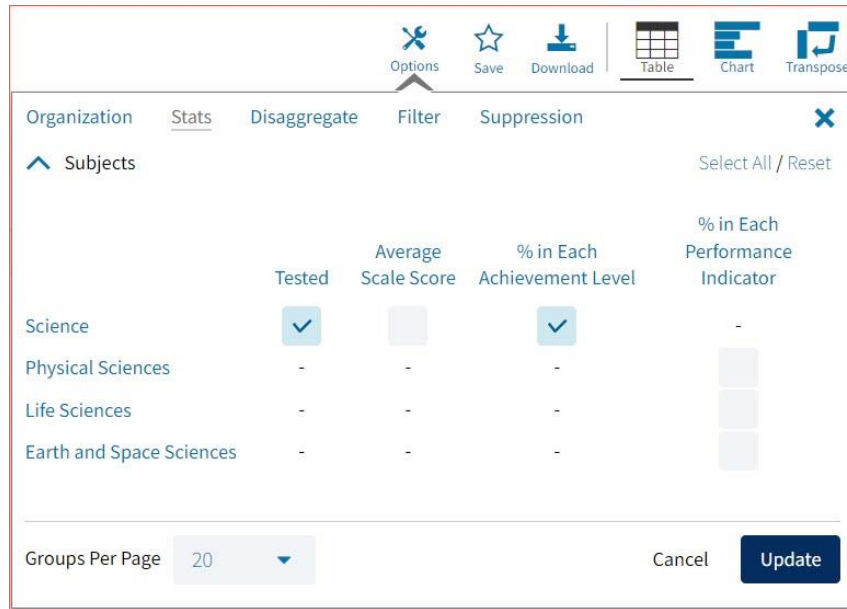 Options Save Download Table Chart Transpose
Organization Stats Disaggregate Filter Suppression
Subjects Select All / Reset
% in Each
Average % in Each Performance
Tested Scale Score Achievement Level Indicator
Science -
Physical Sciences - - -
Life Sciences - - -
Earth and Space Sciences - - -
Groups Per Page 20 Cancel Update